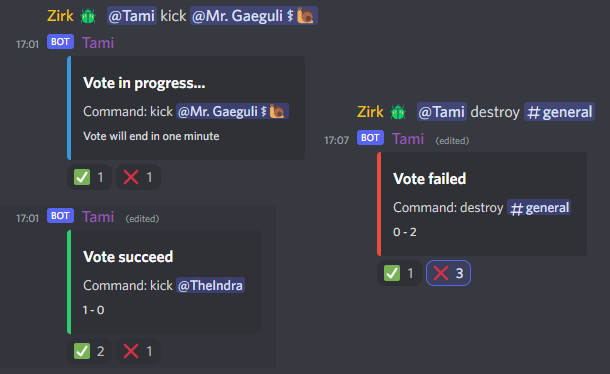 Zirk 🪲 @Tami kick @Mr. Gaeguli ⚕🐌
17:01 BOT Tami
Vote in progress...
Command: kick @Mr. Gaeguli ⚕🐌
Vote will end in one minute
✅ 1 ❌ 1
17:01 BOT Tami (edited)
Vote succeed
Command: kick @TheIndra
1 - 0
✅ 2 ❌ 1
Zirk 🪲 @Tami destroy #general
17:07 BOT Tami (edited)
Vote failed
Command: destroy #general
0 - 2
✅ 1 ❌ 3